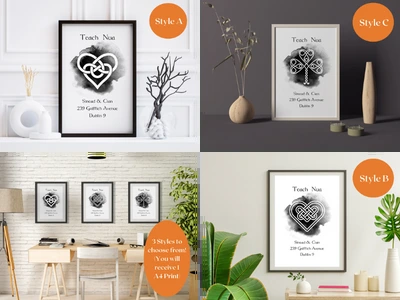 Style A
Teach Nua
Sinead & Cian
239 Griffith Avenue
Dublin 9
Style C
Teach Nua
Sinead & Cian
239 Griffith Avenue
Dublin 9
3 Styles to
choose from!
(You will
receive 1
A4 Print)
Style B
Teach Nua
Sinead & Cian
239 Griffith Avenue
Dublin 9